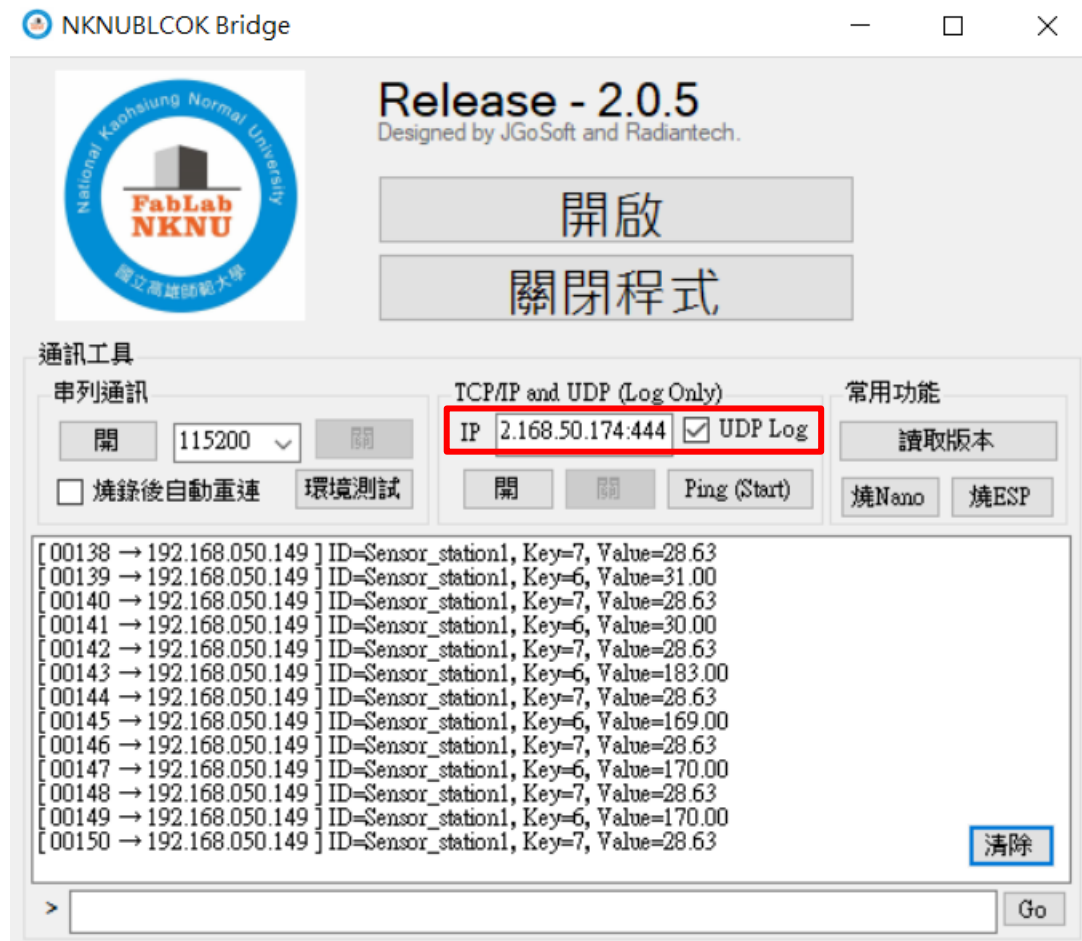 NKNUBLCOK Bridge
National Kaohsiung Normal University
FabLab
NKNU
國立高雄師範大學
Release - 2.0.5
Designed by JGoSoft and Radiantech.
開啟
關閉程式
通訊工具
串列通訊
開
115200
關
燒錄後自動重連
環境測試
TCP/IP and UDP (Log Only)
IP 2.168.50.174:444 UDP Log
開
關
Ping (Start)
常用功能
讀取版本
燒Nano
燒ESP
[ 00138 → 192.168.050.149 ] ID=Sensor_station1, Key=7, Value=28.63
[ 00139 → 192.168.050.149 ] ID=Sensor_station1, Key=6, Value=31.00
[ 00140 → 192.168.050.149 ] ID=Sensor_station1, Key=7, Value=28.63
[ 00141 → 192.168.050.149 ] ID=Sensor_station1, Key=6, Value=30.00
[ 00142 → 192.168.050.149 ] ID=Sensor_station1, Key=7, Value=28.63
[ 00143 → 192.168.050.149 ] ID=Sensor_station1, Key=6, Value=183.00
[ 00144 → 192.168.050.149 ] ID=Sensor_station1, Key=7, Value=28.63
[ 00145 → 192.168.050.149 ] ID=Sensor_station1, Key=6, Value=169.00
[ 00146 → 192.168.050.149 ] ID=Sensor_station1, Key=7, Value=28.63
[ 00147 → 192.168.050.149 ] ID=Sensor_station1, Key=6, Value=170.00
[ 00148 → 192.168.050.149 ] ID=Sensor_station1, Key=7, Value=28.63
[ 00149 → 192.168.050.149 ] ID=Sensor_station1, Key=6, Value=170.00
[ 00150 → 192.168.050.149 ] ID=Sensor_station1, Key=7, Value=28.63
清除
>
Go